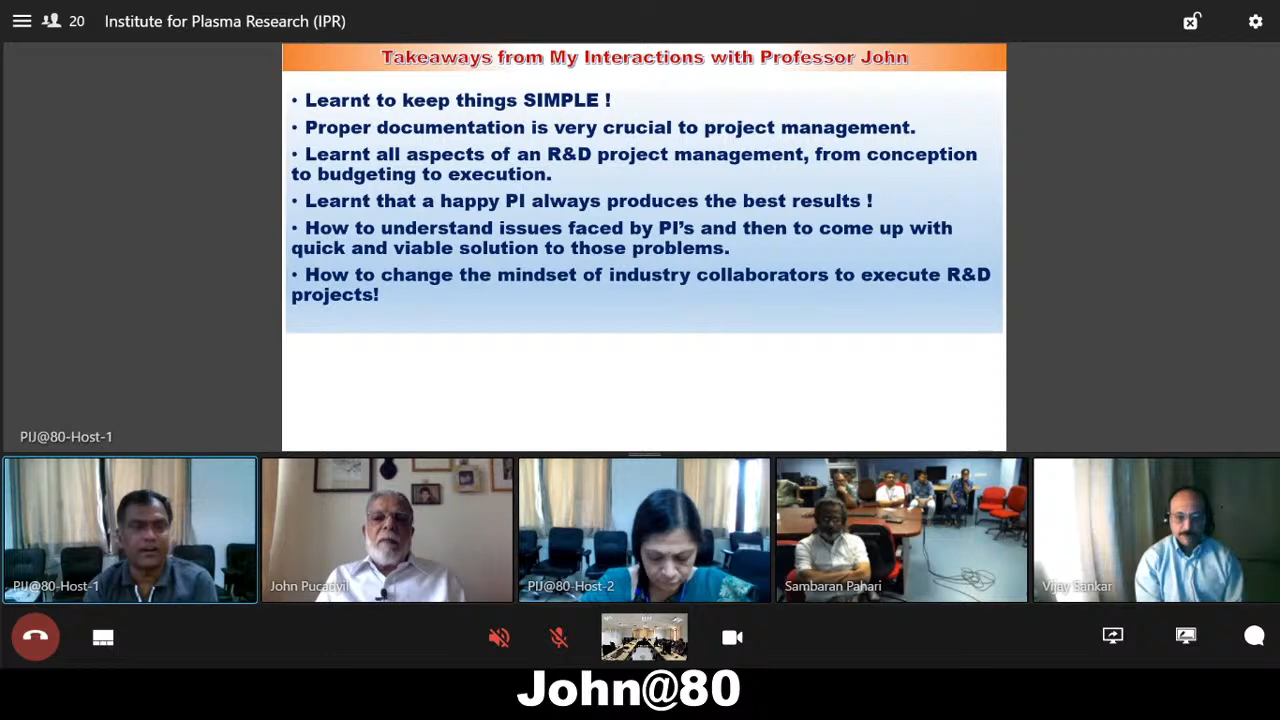 20 Institute for Plasma Research (IPR)
Takeaways from My Interactions with Professor John
• Learnt to keep things SIMPLE !
• Proper documentation is very crucial to project management.
• Learnt all aspects of an R&D project management, from conception
to budgeting to execution.
• Learnt that a happy PI always produces the best results !
• How to understand issues faced by PI's and then to come up with
quick and viable solution to those problems.
• How to change the mindset of industry collaborators to execute R&D
projects!
PIJ@80-Host-1
PIJ@80-Host-1 John Pucadyil PIJ@80-Host-2 Sambaran Pahari Vijay Sankar
John@80